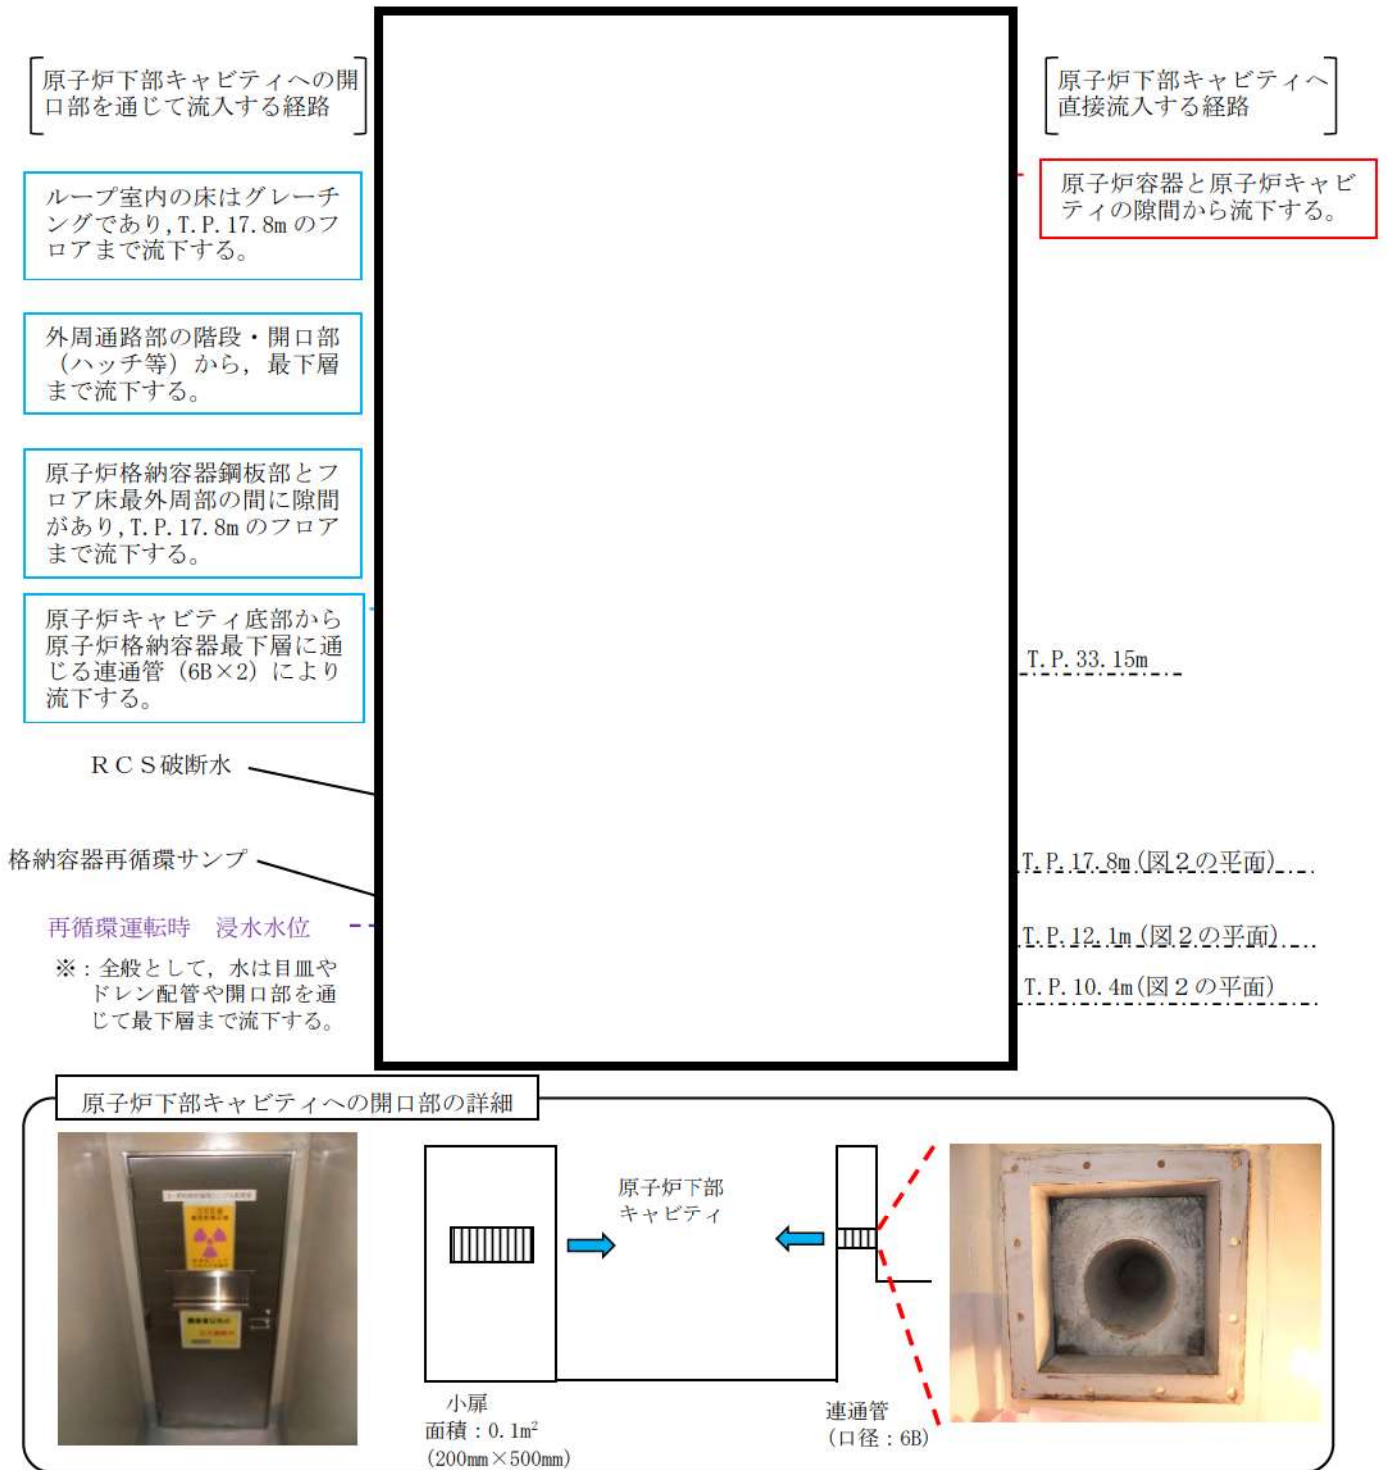 原子炉下部キャビティへの開
口部を通じて流入する経路
ループ室内の床はグレーチ
ングであり,T.P.17.8mのフ
ロアまで流下する。
外周通路部の階段・開口部
(ハッチ等)から,最下層
まで流下する。
原子炉格納容器鋼板部とフ
ロア床最外周部の間に隙間
があり,T.P.17.8mのフロア
まで流下する。
原子炉キャビティ底部から
原子炉格納容器最下層に通
じる連通管(6B×2)により
流下する。
RCS破断水
格納容器再循環サンプ
再循環運転時 浸水水位
※:全般として,水は目皿や
ドレン配管や開口部を通
じて最下層まで流下する。
原子炉下部キャビティへ
直接流入する経路
原子炉容器と原子炉キャビ
ティの隙間から流下する。
T.P.33.15m
T.P.17.8m(図2の平面)
T.P.12.1m(図2の平面)
T.P.10.4m(図2の平面)
原子炉下部キャビティへの開口部の詳細
原子炉下部
キャビティ
小扉
面積:0.1m²
(200mm×500mm)
連通管
(口径:6B)